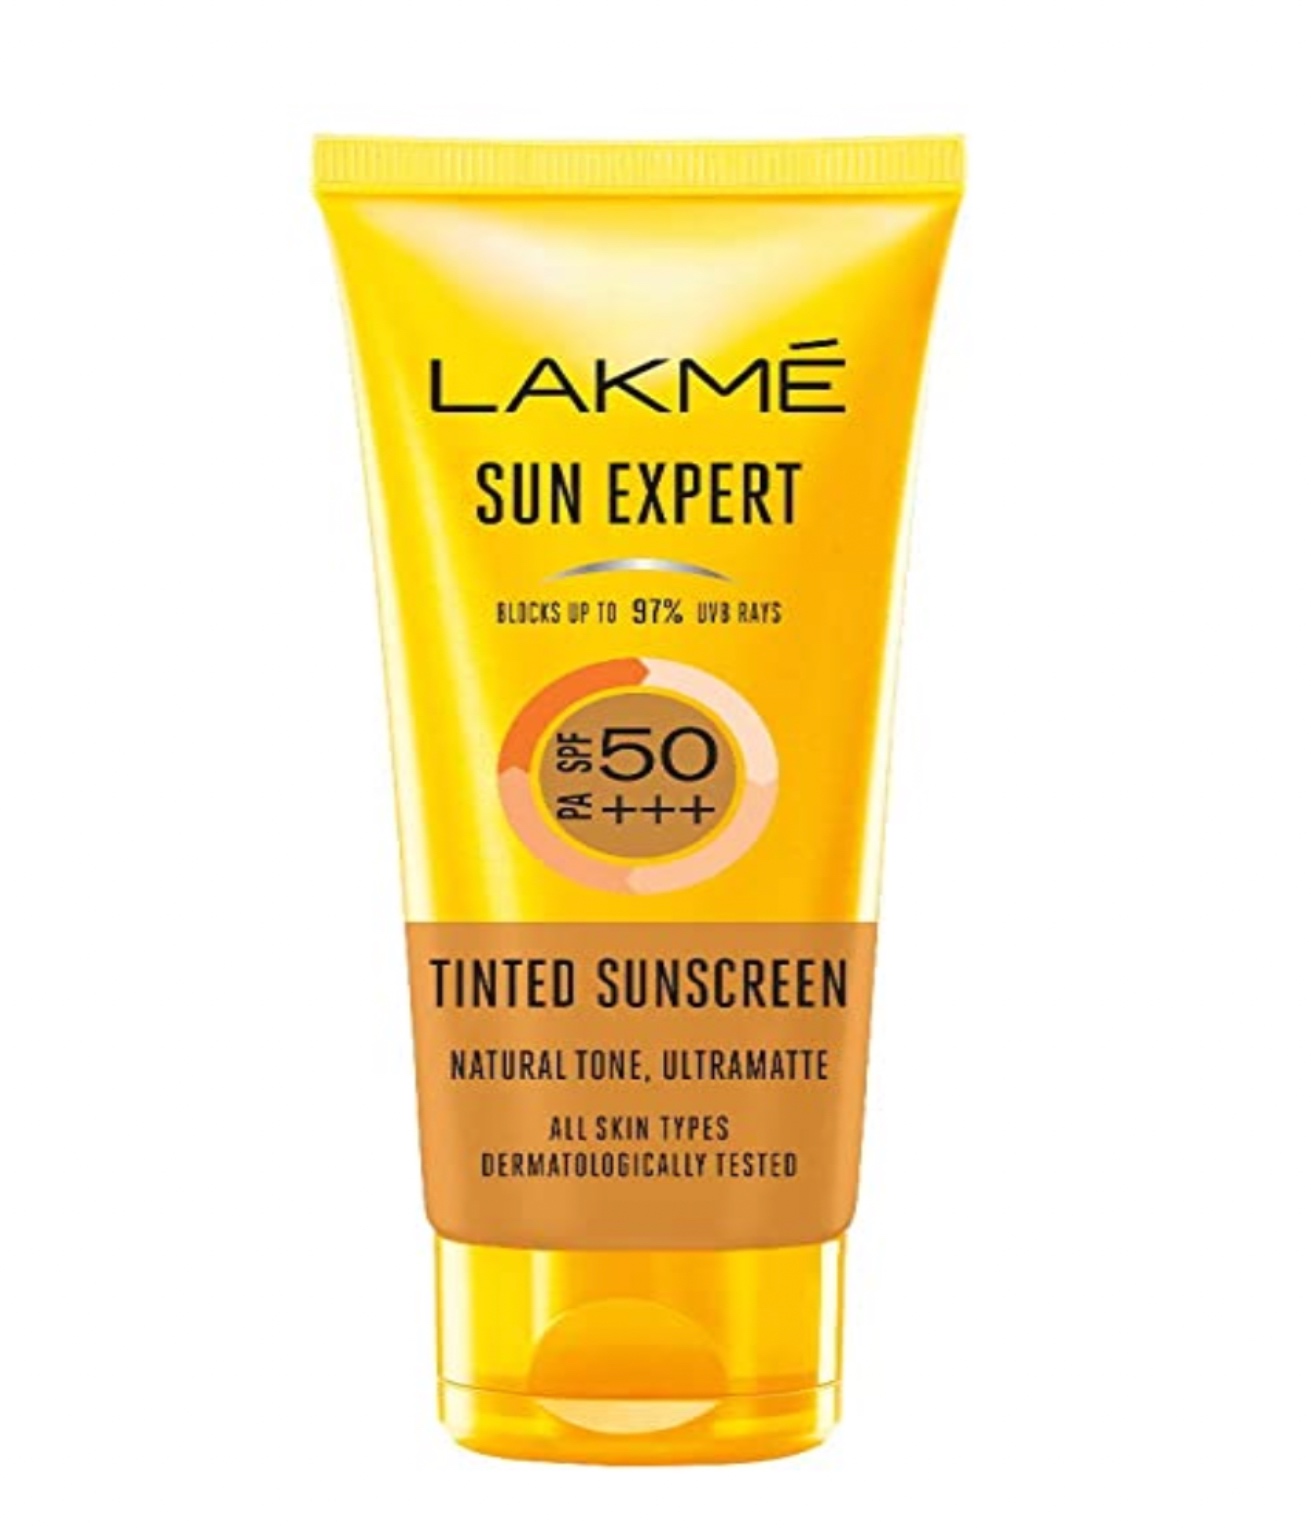 LAKMÉ
SUN EXPERT
BLOCKS UP TO 97% UVB RAYS
SPF 50
PA +++
TINTED SUNSCREEN
NATURAL TONE, ULTRAMATTE
ALL SKIN TYPES
DERMATOLOGICALLY TESTED